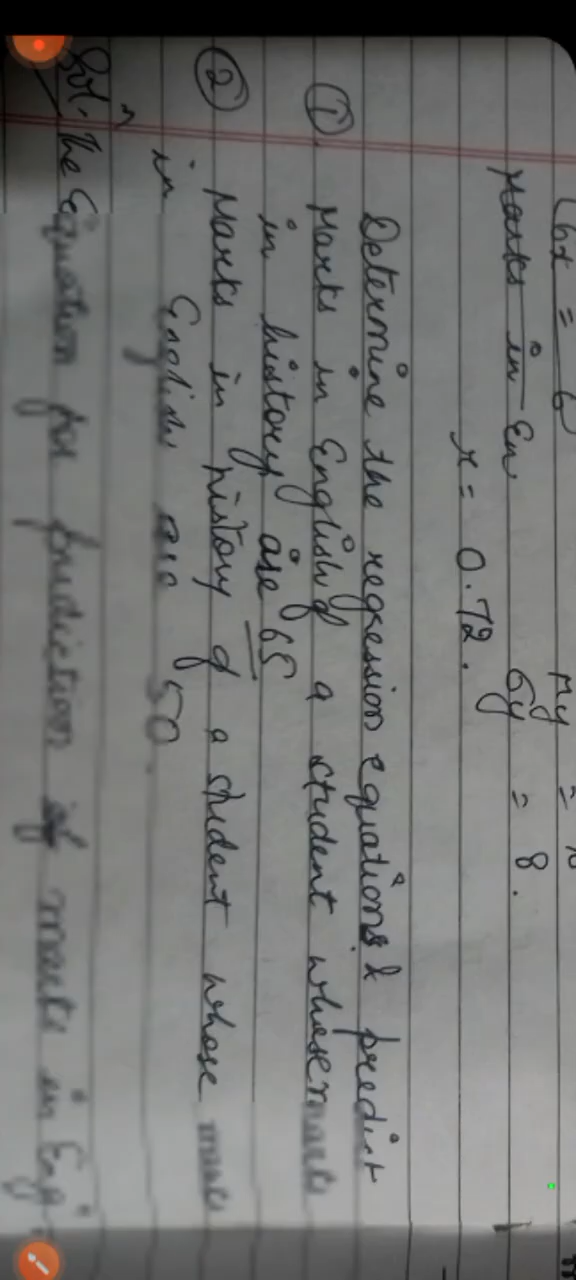 σx = 6
My =
Marks in En σy = 8.
r = 0.72.
Determine the regression equations & predict
① Marks in English of a student whose marks
in history are 65
② Marks in history of a student whose marks
in English are 50.
Solⁿ. The Equation for prediction of marks in Eng